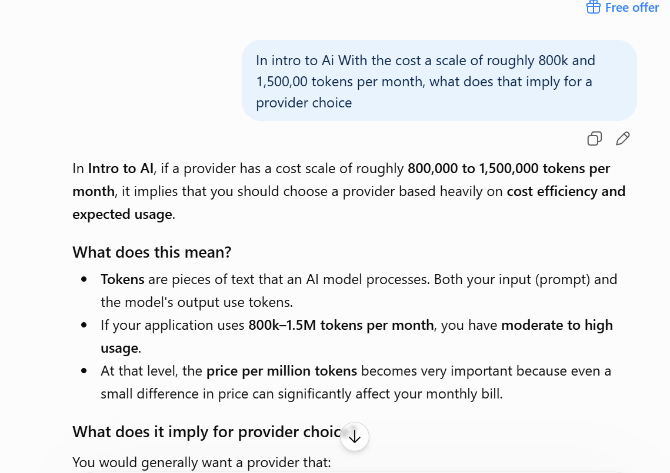 Free offer
In intro to Ai With the cost a scale of roughly 800k and
1,500,00 tokens per month, what does that imply for a
provider choice
In Intro to AI, if a provider has a cost scale of roughly 800,000 to 1,500,000 tokens per
month, it implies that you should choose a provider based heavily on cost efficiency and
expected usage.
What does this mean?
• Tokens are pieces of text that an AI model processes. Both your input (prompt) and
the model's output use tokens.
• If your application uses 800k–1.5M tokens per month, you have moderate to high
usage.
• At that level, the price per million tokens becomes very important because even a
small difference in price can significantly affect your monthly bill.
What does it imply for provider choic
You would generally want a provider that: